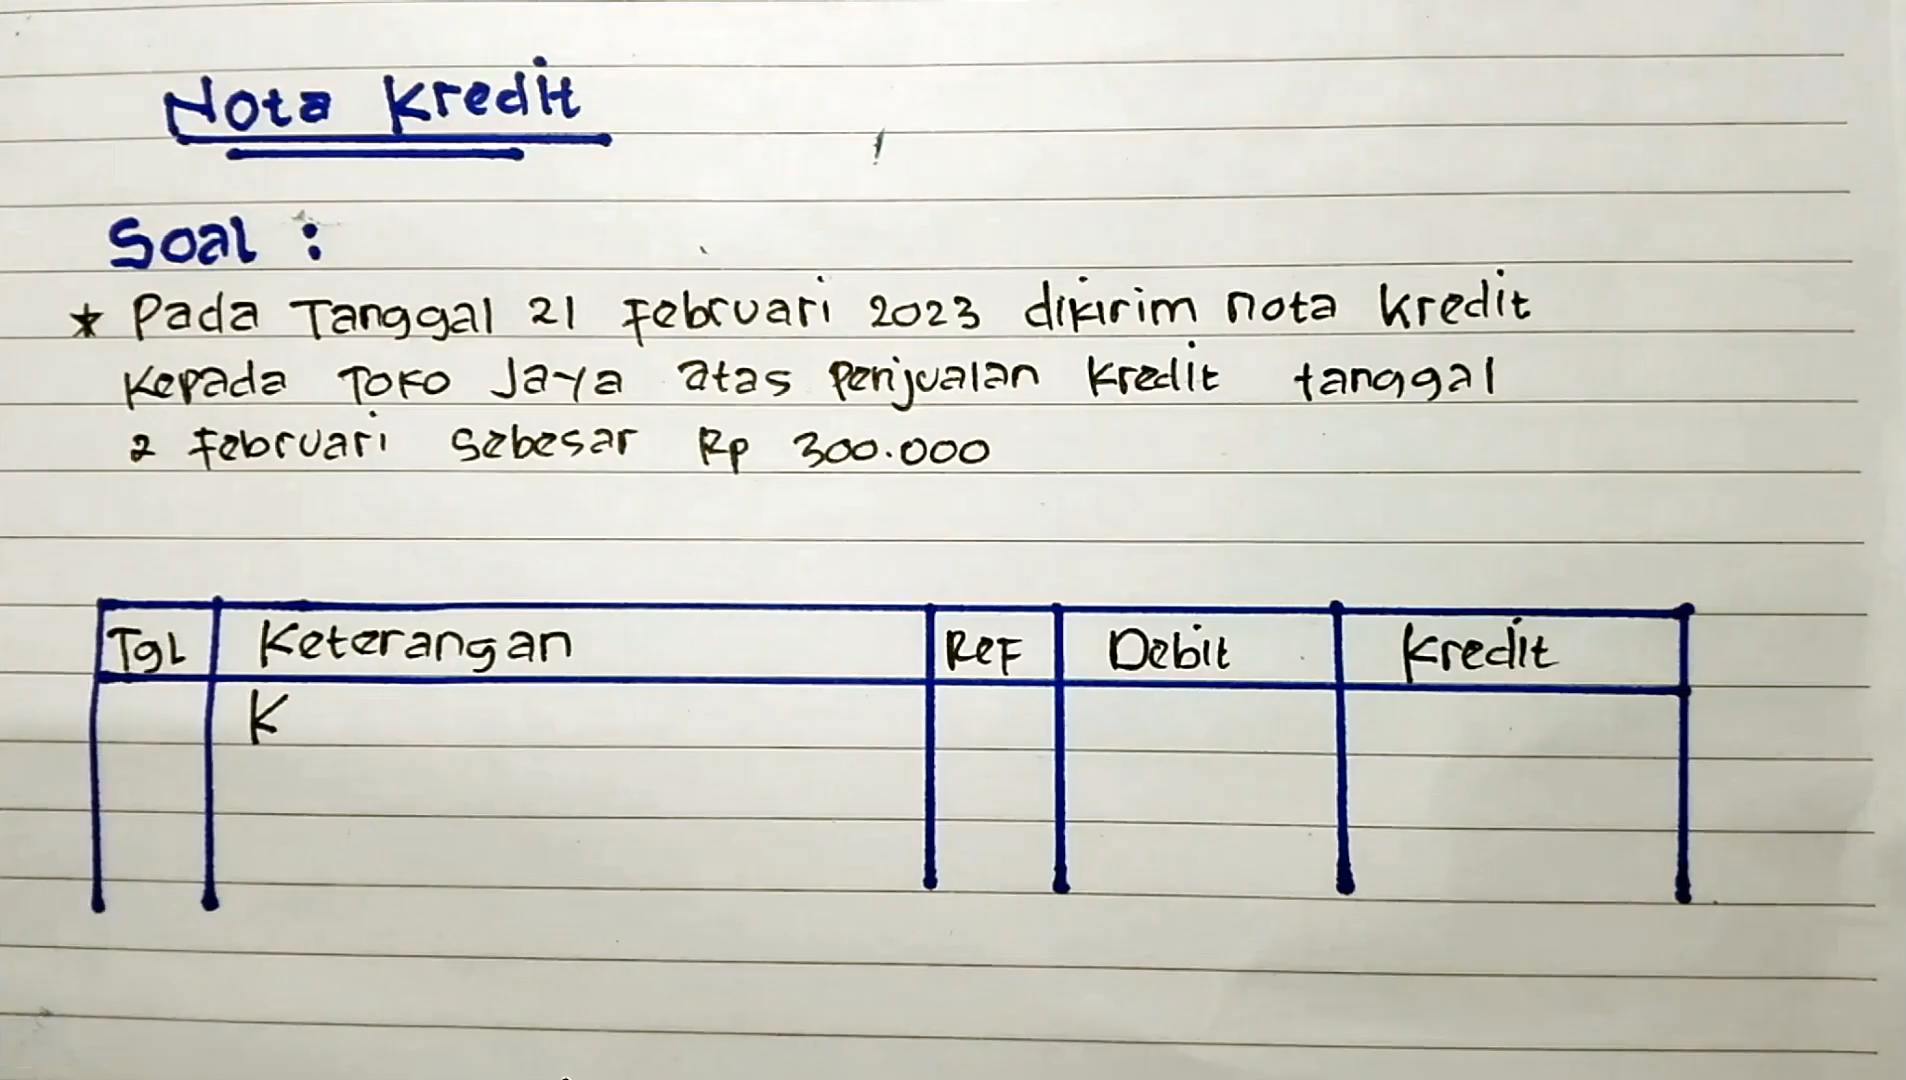 Nota Kredit
Soal :
* Pada Tanggal 21 Februari 2023 dikirim nota kredit
Kepada Toko Jaya atas penjualan kredit tanggal
2 Februari sebesar Rp 300.000
Tgl Keterangan Ref Debit Kredit
K